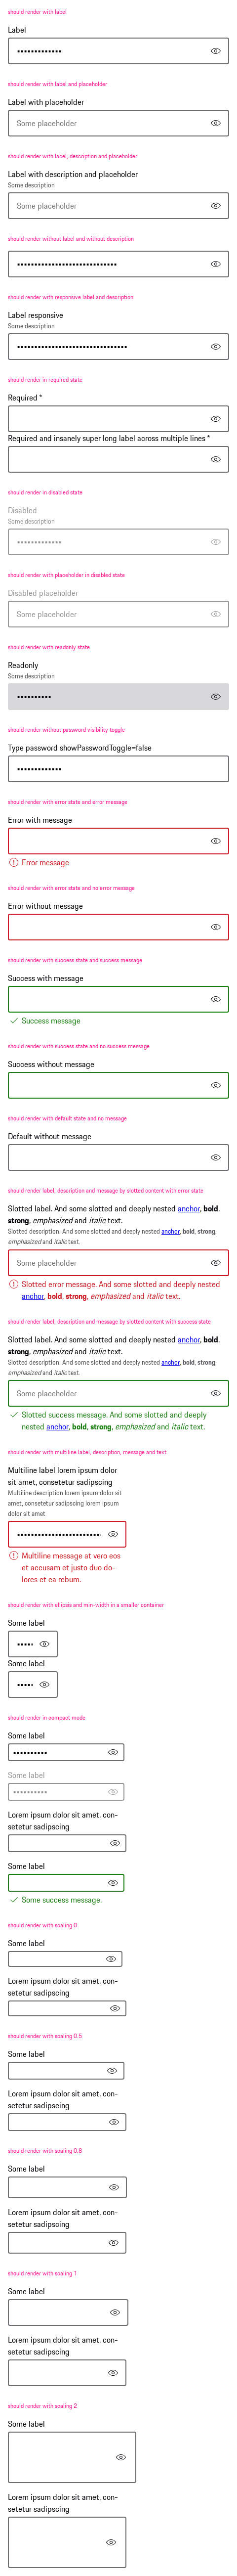 should render with label
Label
•••••••••••••
should render with label and placeholder
Label with placeholder
Some placeholder
should render with label, description and placeholder
Label with description and placeholder
Some description
Some placeholder
should render without label and without description
should render with responsive label and description
Label responsive
Some description
should render in required state
Required *
Required and insanely super long label across multiple lines *
should render in disabled state
Disabled
Some description
should render with placeholder in disabled state
Disabled placeholder
Some placeholder
should render with readonly state
Readonly
Some description
should render without password visibility toggle
Type password showPasswordToggle=false
should render with error state and error message
Error with message
Error message
should render with error state and no error message
Error without message
should render with success state and success message
Success with message
Success message
should render with success state and no success message
Success without message
should render with default state and no message
Default without message
should render label, description and message by slotted content with error state
Slotted label. And some slotted and deeply nested anchor, bold,
strong, emphasized and italic text.
Slotted description. And some slotted and deeply nested anchor, bold, strong,
emphasized and italic text.
Some placeholder
Slotted error message. And some slotted and deeply nested
anchor, bold, strong, emphasized and italic text.
should render label, description and message by slotted content with success state
Slotted label. And some slotted and deeply nested anchor, bold,
strong, emphasized and italic text.
Slotted description. And some slotted and deeply nested anchor, bold, strong,
emphasized and italic text.
Some placeholder
Slotted success message. And some slotted and deeply
nested anchor, bold, strong, emphasized and italic text.
should render with multiline label, description, message and text
Multiline label lorem ipsum dolor
sit amet, consetetur sadipscing
Multiline description lorem ipsum dolor sit
amet, consetetur sadipscing lorem ipsum
dolor sit amet
Multiline message at vero eos
et accusam et justo duo do-
lores et ea rebum.
should render with ellipsis and min-width in a smaller container
Some label
Some label
should render in compact mode
Some label
Some label
Lorem ipsum dolor sit amet, con-
setetur sadipscing
Some label
Some success message.
should render with scaling 0
Some label
Lorem ipsum dolor sit amet, con-
setetur sadipscing
should render with scaling 0.5
Some label
Lorem ipsum dolor sit amet, con-
setetur sadipscing
should render with scaling 0.8
Some label
Lorem ipsum dolor sit amet, con-
setetur sadipscing
should render with scaling 1
Some label
Lorem ipsum dolor sit amet, con-
setetur sadipscing
should render with scaling 2
Some label
Lorem ipsum dolor sit amet, con-
setetur sadipscing